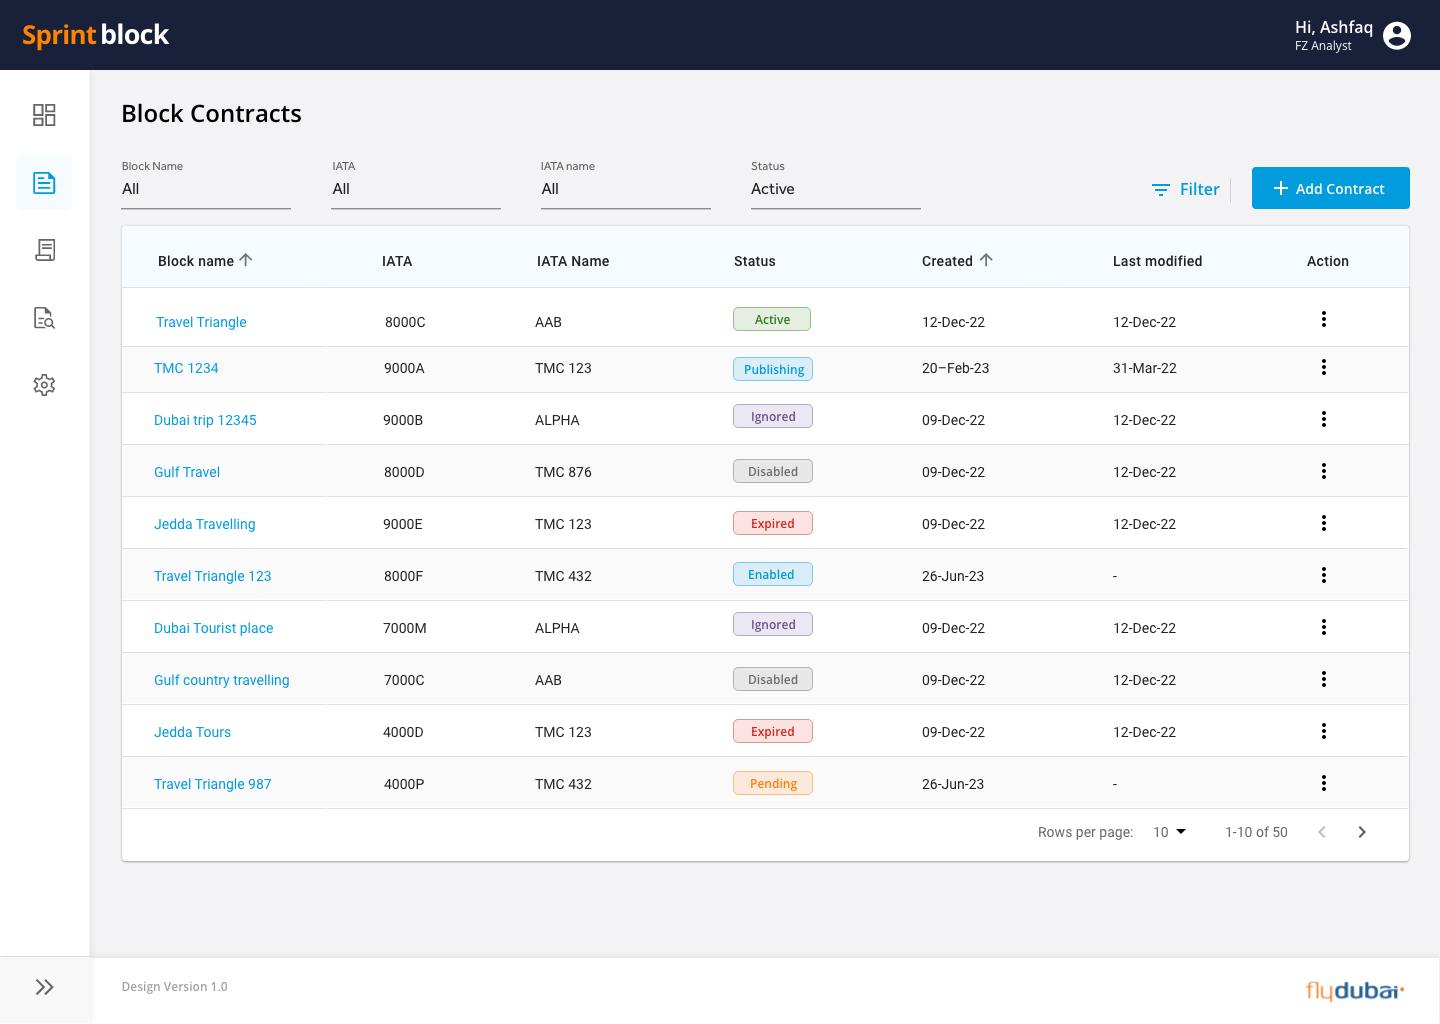 Sprint block
Hi, Ashfaq
FZ Analyst
Block Contracts
Block Name
All
IATA
All
IATA name
All
Status
Active
Filter
Add Contract
Block name IATA IATA Name Status Created Last modified Action
Travel Triangle 8000C AAB Active 12-Dec-22 12-Dec-22
TMC 1234 9000A TMC 123 Publishing 20–Feb-23 31-Mar-22
Dubai trip 12345 9000B ALPHA Ignored 09-Dec-22 12-Dec-22
Gulf Travel 8000D TMC 876 Disabled 09-Dec-22 12-Dec-22
Jedda Travelling 9000E TMC 123 Expired 09-Dec-22 12-Dec-22
Travel Triangle 123 8000F TMC 432 Enabled 26-Jun-23 -
Dubai Tourist place 7000M ALPHA Ignored 09-Dec-22 12-Dec-22
Gulf country travelling 7000C AAB Disabled 09-Dec-22 12-Dec-22
Jedda Tours 4000D TMC 123 Expired 09-Dec-22 12-Dec-22
Travel Triangle 987 4000P TMC 432 Pending 26-Jun-23 -
Rows per page: 10 1-10 of 50
Design Version 1.0
flydubai